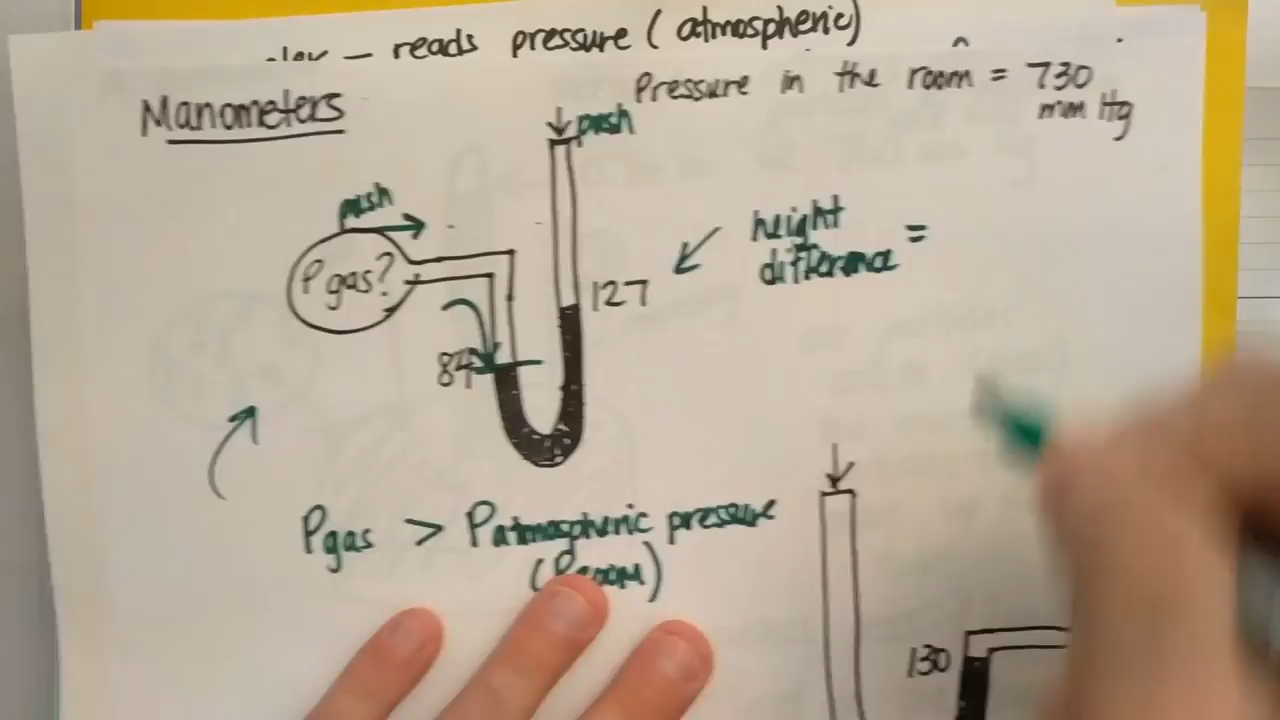 reads pressure (atmospheric)
Pressure in the room = 730
mm Hg
Manometers
push
push
height
difference =
P gas?
127
84
Pgas > Patmospheric pressure
(Proom)
130